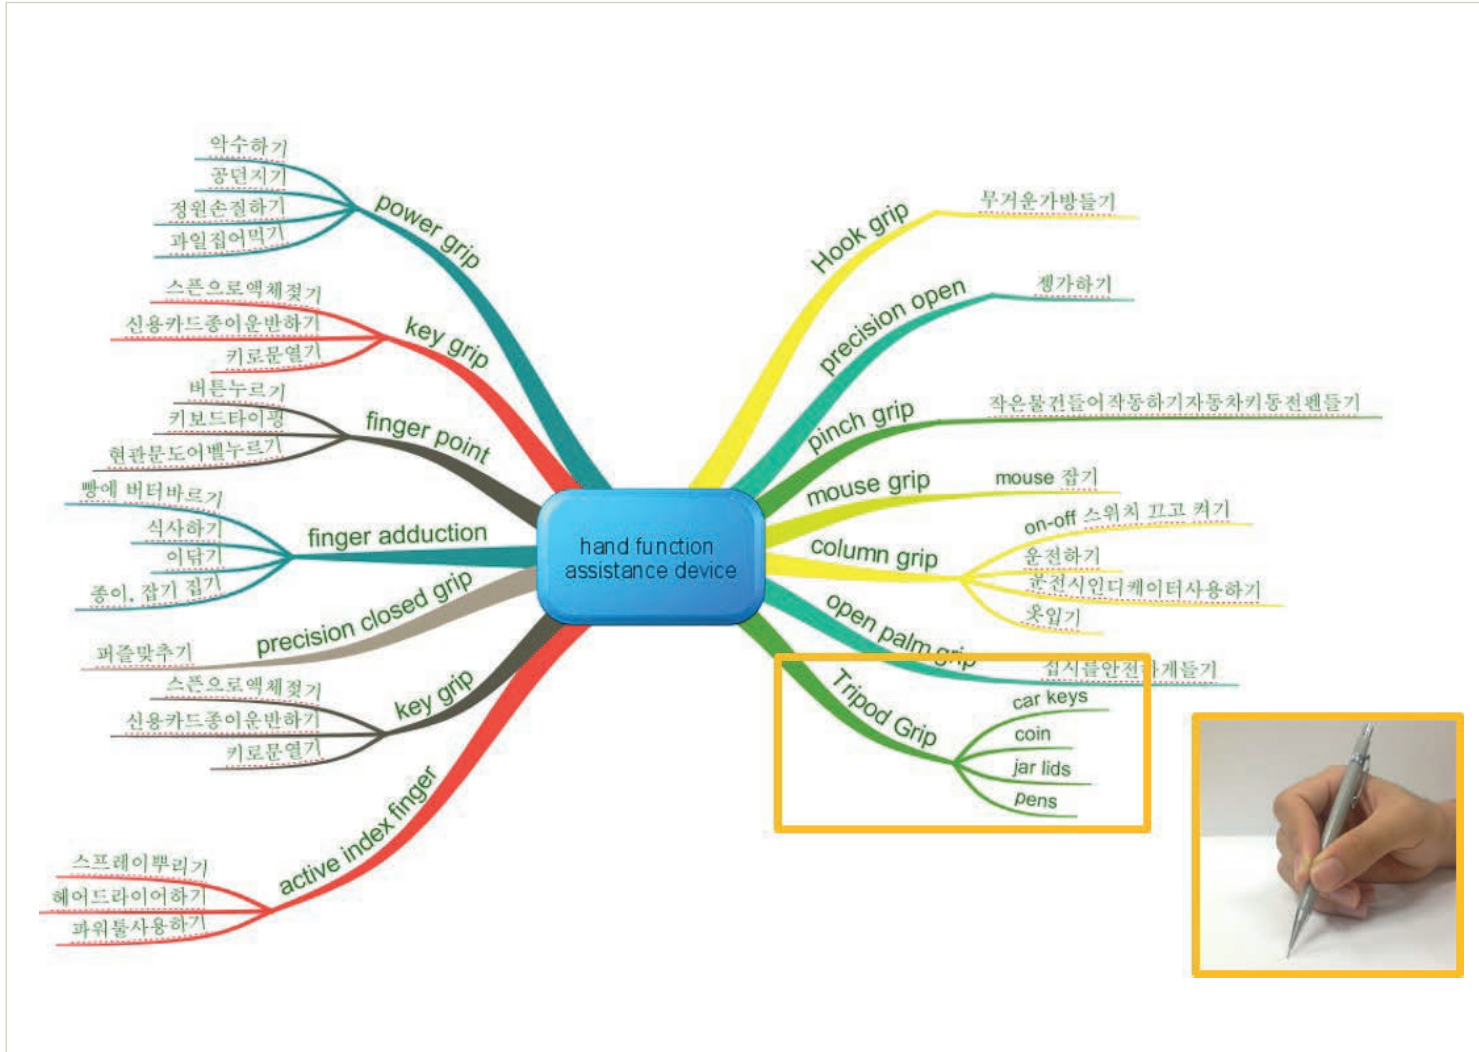 hand function
assistance device
power grip
악수하기
공던지기
정원손질하기
과일집어먹기
key grip
스픈으로액체젖기
신용카드종이운반하기
키로문열기
finger point
버튼누르기
키보드타이핑
현관문도어벨누르기
finger adduction
빵에 버터바르기
식사하기
이닦기
종이, 잡기 집기
precision closed grip
퍼즐맞추기
key grip
스픈으로액체젖기
신용카드종이운반하기
키로문열기
active index finger
스프레이뿌리기
헤어드라이어하기
파워툴사용하기
Hook grip
무거운가방들기
precision open
젱가하기
pinch grip
작은물건들어작동하기자동차키동전펜들기
mouse grip
mouse 잡기
column grip
on-off 스위치 끄고 켜기
운전하기
운전시인디케이터사용하기
옷입기
open palm grip
접시를안전하게들기
Tripod Grip
car keys
coin
jar lids
pens